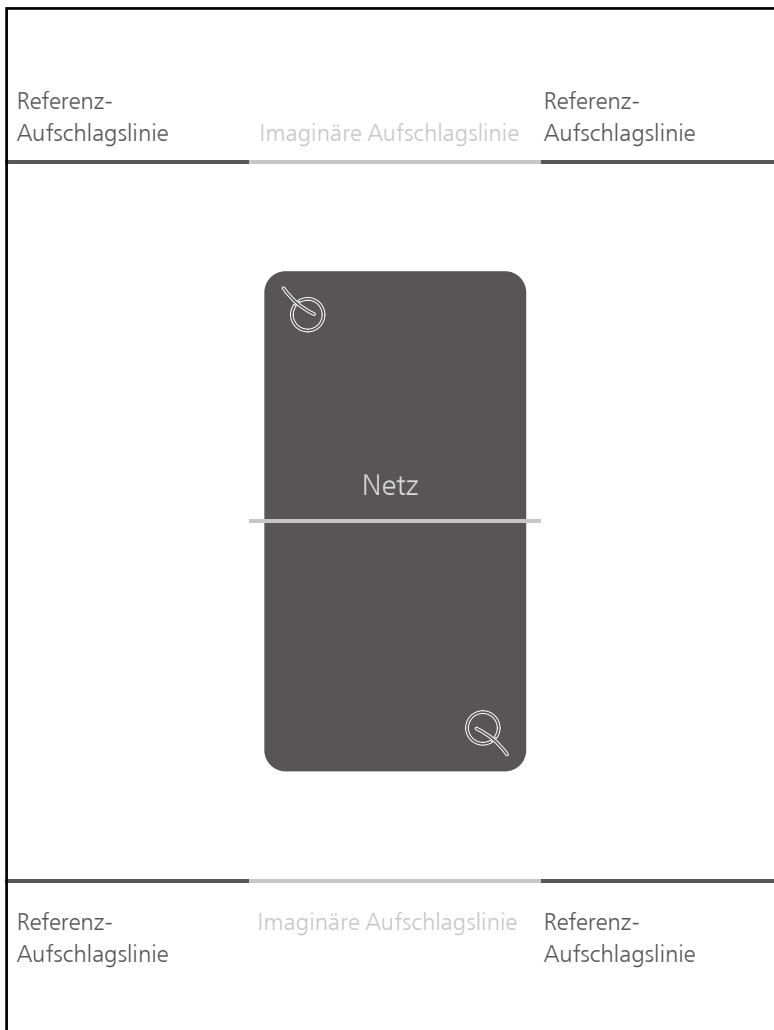 Referenz-
Aufschlagslinie
Imaginäre Aufschlagslinie
Referenz-
Aufschlagslinie
Netz
Referenz-
Aufschlagslinie
Imaginäre Aufschlagslinie
Referenz-
Aufschlagslinie